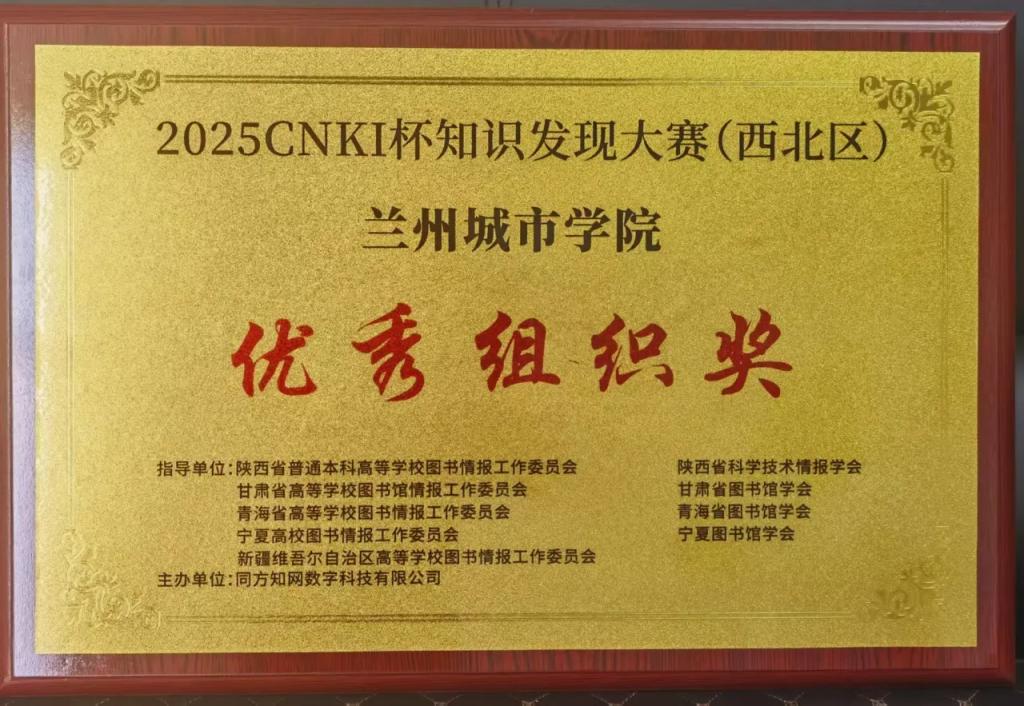 2025CNKI杯知识发现大赛（西北区）
兰州城市学院
优秀组织奖
指导单位：陕西省普通本科高等学校图书情报工作委员会 陕西省科学技术情报学会
甘肃省高等学校图书馆情报工作委员会 甘肃省图书馆学会
青海省高等学校图书情报工作委员会 青海省图书馆学会
宁夏高校图书情报工作委员会 宁夏图书馆学会
新疆维吾尔自治区高等学校图书情报工作委员会
主办单位：同方知网数字科技有限公司